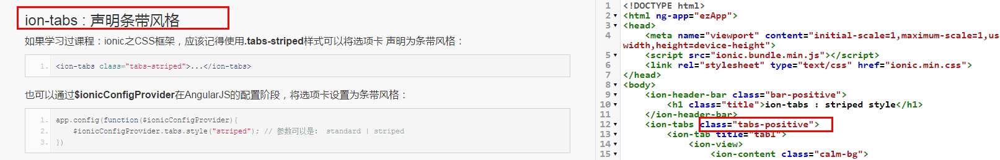 ion-tabs : 声明条带风格
如果学习过课程：ionic之CSS框架，应该记得使用.tabs-striped样式可以将选项卡 声明为条带风格：
1. <ion-tabs class="tabs-striped">...</ion-tabs>
也可以通过$ionicConfigProvider在AngularJS的配置阶段，将选项卡设置为条带风格：
1. app.config(function($ionicConfigProvider){
2. $ionicConfigProvider.tabs.style("striped"); // 参数可以是： standard | striped
3. })
1 <!DOCTYPE html>
2 <html ng-app="ezApp">
3 <head>
4 <meta name="viewport" content="initial-scale=1,maximum-scale=1,us
width,height=device-height">
5 <script src="ionic.bundle.min.js"></script>
6 <link rel="stylesheet" type="text/css" href="ionic.min.css">
7 </head>
8 <body>
9 <ion-header-bar class="bar-positive">
10 <h1 class="title">ion-tabs : striped style</h1>
11 </ion-header-bar>
12 <ion-tabs class="tabs-positive">
13 <ion-tab title="tab1">
14 <ion-view>
15 <ion-content class="calm-bg">